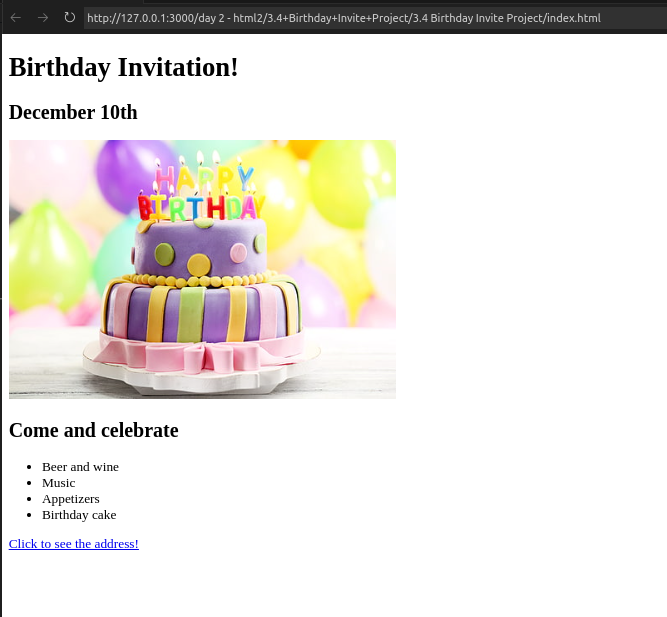 http://127.0.0.1:3000/day 2 - html2/3.4+Birthday+Invite+Project/3.4 Birthday Invite Project/index.html
Birthday Invitation!
December 10th
HAPPY
BIRTHDAY
Come and celebrate
Beer and wine
Music
Appetizers
Birthday cake
Click to see the address!